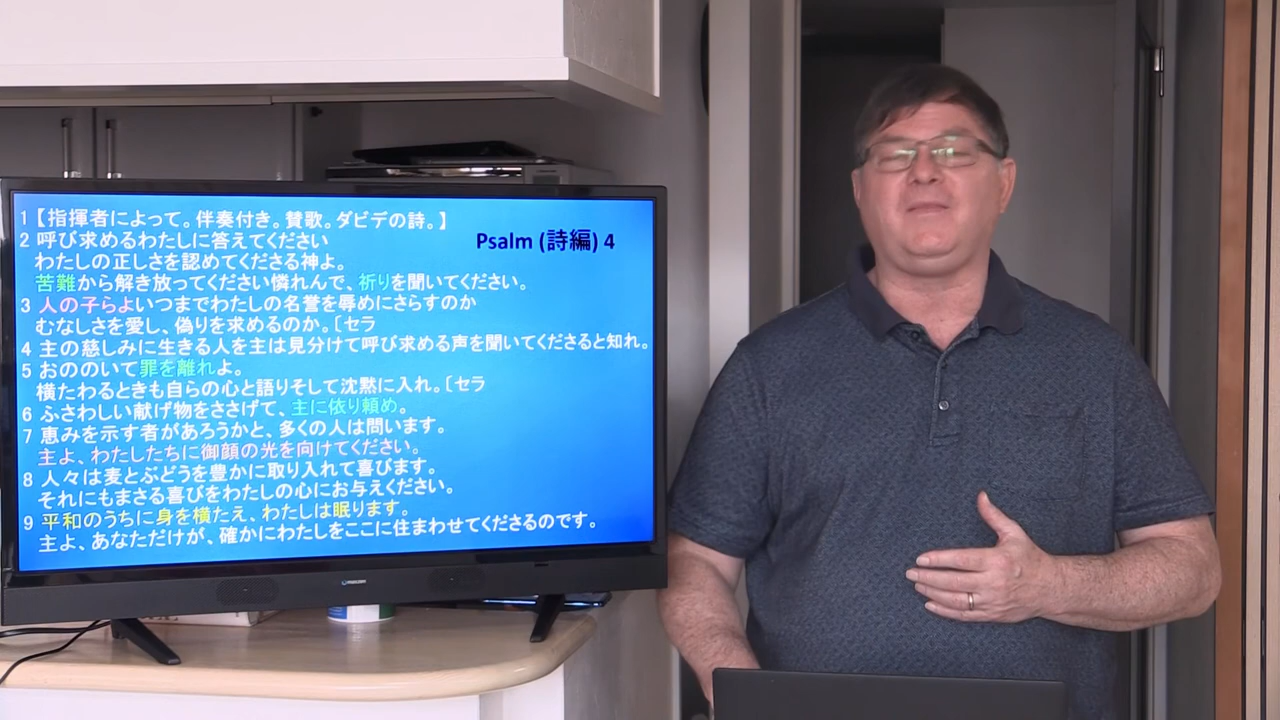 1【指揮者によって。伴奏付き。賛歌。ダビデの詩。】
Psalm (詩編) 4
2 呼び求めるわたしに答えてください
わたしの正しさを認めてくださる神よ。
苦難から解き放ってください憐れんで、祈りを聞いてください。
3 人の子らよいつまでわたしの名誉を辱めにさらすのか
むなしさを愛し、偽りを求めるのか。〔セラ
4 主の慈しみに生きる人を主は見分けて呼び求める声を聞いてくださると知れ。
5 おののいて罪を離れよ。
横たわるときも自らの心と語りそして沈黙に入れ。〔セラ
6 ふさわしい献げ物をささげて、主に依り頼め。
7 恵みを示す者があろうかと、多くの人は問います。
主よ、わたしたちに御顔の光を向けてください。
8 人々は麦とぶどうを豊かに取り入れて喜びます。
それにもまさる喜びをわたしの心にお与えください。
9 平和のうちに身を横たえ、わたしは眠ります。
主よ、あなただけが、確かにわたしをここに住まわせてくださるのです。